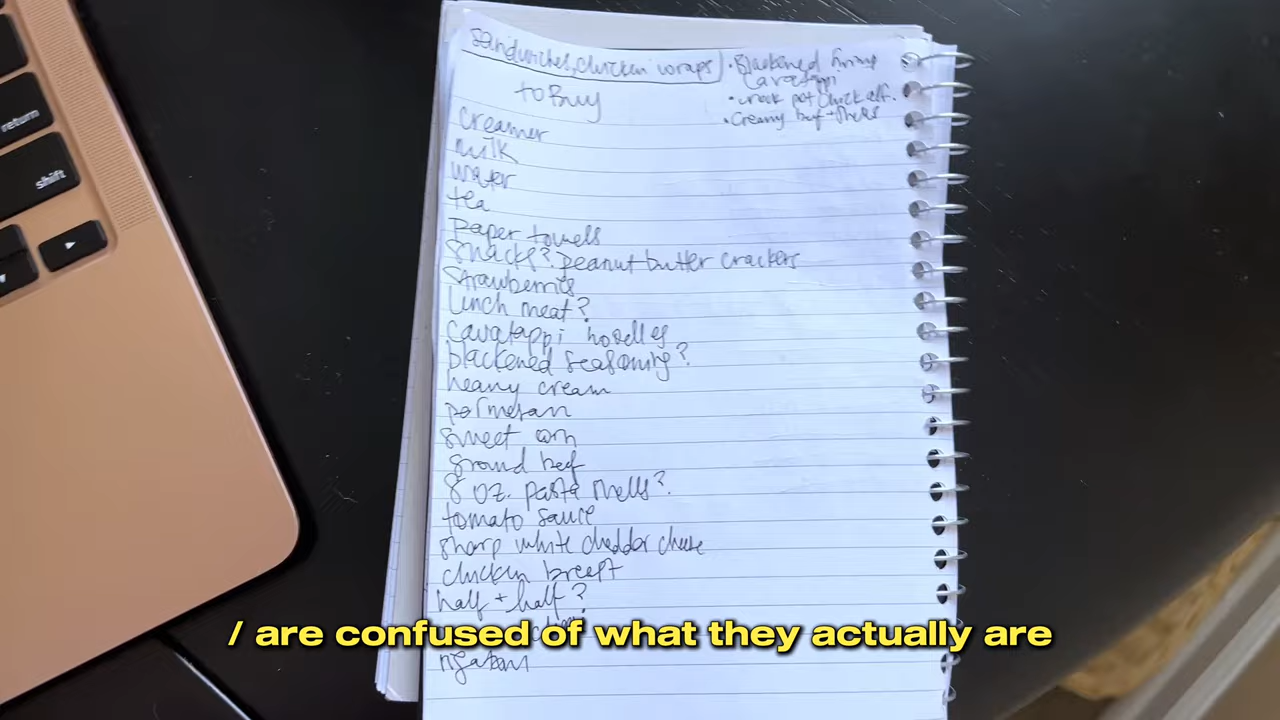 sandwiches, chicken wraps
• Blackened shrimp
Cavatappi
• crock pot chick alf.
• Creamy beef + shells
to Buy
creamer
milk
water
tea
paper towels
snacks? peanut butter crackers
strawberries
lunch meat?
cavatappi noodles
blackened seasoning?
heavy cream
parmesan
sweet corn
ground beef
8 oz. pasta shells?
tomato sauce
sharp white cheddar cheese
chicken breast
half + half?
/ are confused of what they actually are
rigatoni
return
shift